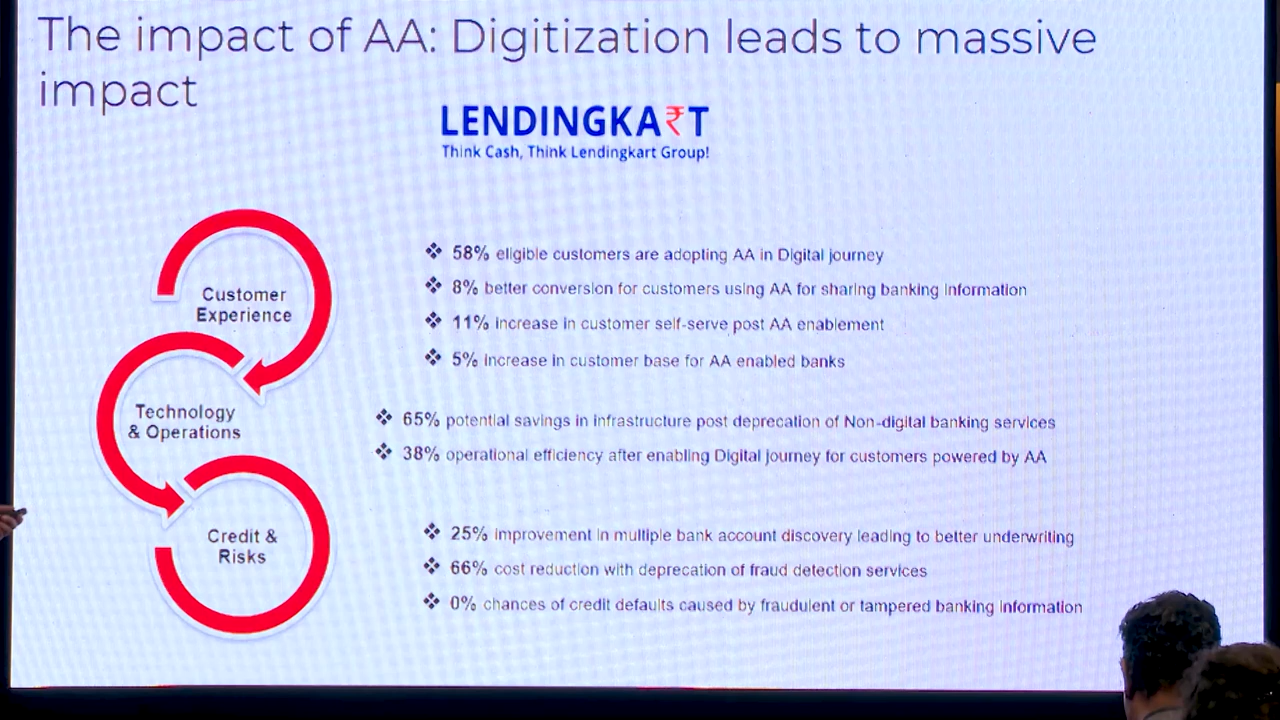 The impact of AA: Digitization leads to massive
impact
LENDINGKA₹T
Think Cash, Think Lendingkart Group!
Customer
Experience
❖ 58% eligible customers are adopting AA in Digital journey
❖ 8% better conversion for customers using AA for sharing banking information
❖ 11% increase in customer self-serve post AA enablement
❖ 5% increase in customer base for AA enabled banks
Technology
& Operations
❖ 65% potential savings in infrastructure post deprecation of Non-digital banking services
❖ 38% operational efficiency after enabling Digital journey for customers powered by AA
Credit &
Risks
❖ 25% improvement in multiple bank account discovery leading to better underwriting
❖ 66% cost reduction with deprecation of fraud detection services
❖ 0% chances of credit defaults caused by fraudulent or tampered banking information